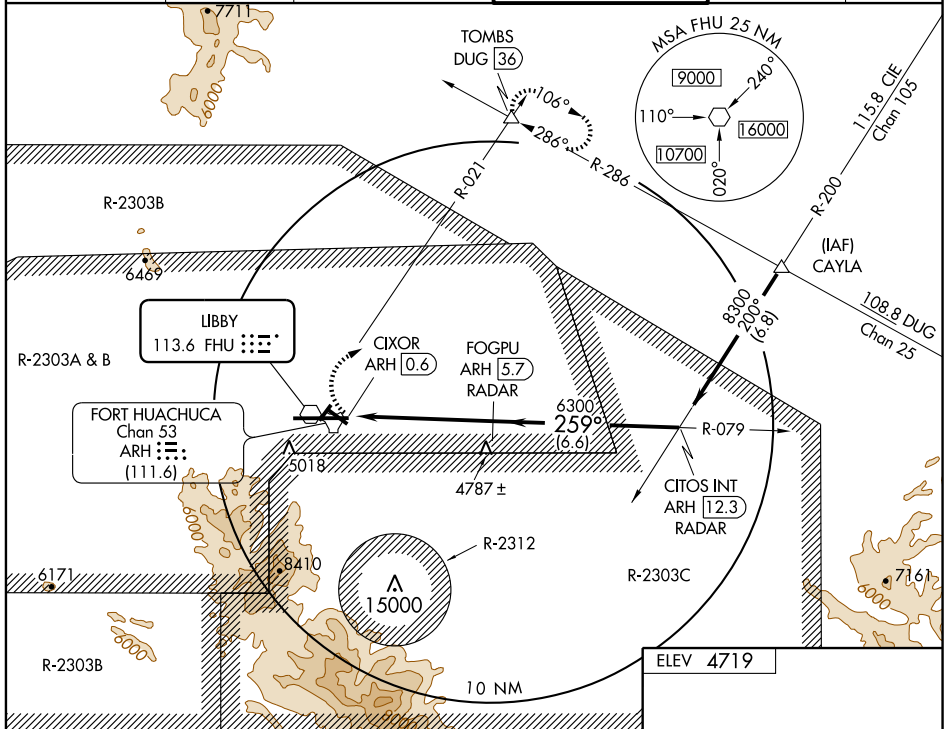 7711
6000
TOMBS
DUG 36
106°
286°
R-286
R-021
MSA FHU 25 NM
9000
240°
110°
16000
10700
020°
115.8 CIE
Chan 105
R-200
(IAF)
CAYLA
108.8 DUG
Chan 25
8300
200°
(6.8)
R-2303B
6469
LIBBY
113.6 FHU
R-2303A & B
CIXOR
ARH 0.6
FOGPU
ARH 5.7
RADAR
6300
259°
(6.6)
R-079
FORT HUACHUCA
Chan 53
ARH
(111.6)
5018
4787 ±
CITOS INT
ARH 12.3
RADAR
6000
R-2312
8410
15000
R-2303C
6171
6000
R-2303B
7161
6000
10 NM
8000
ELEV 4719